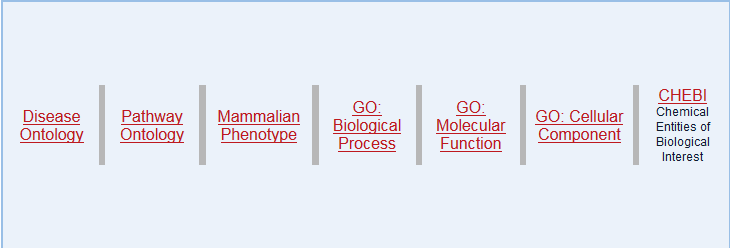 Disease
Ontology
Pathway
Ontology
Mammalian
Phenotype
GO:
Biological
Process
GO:
Molecular
Function
GO: Cellular
Component
CHEBI
Chemical
Entities of
Biological
Interest